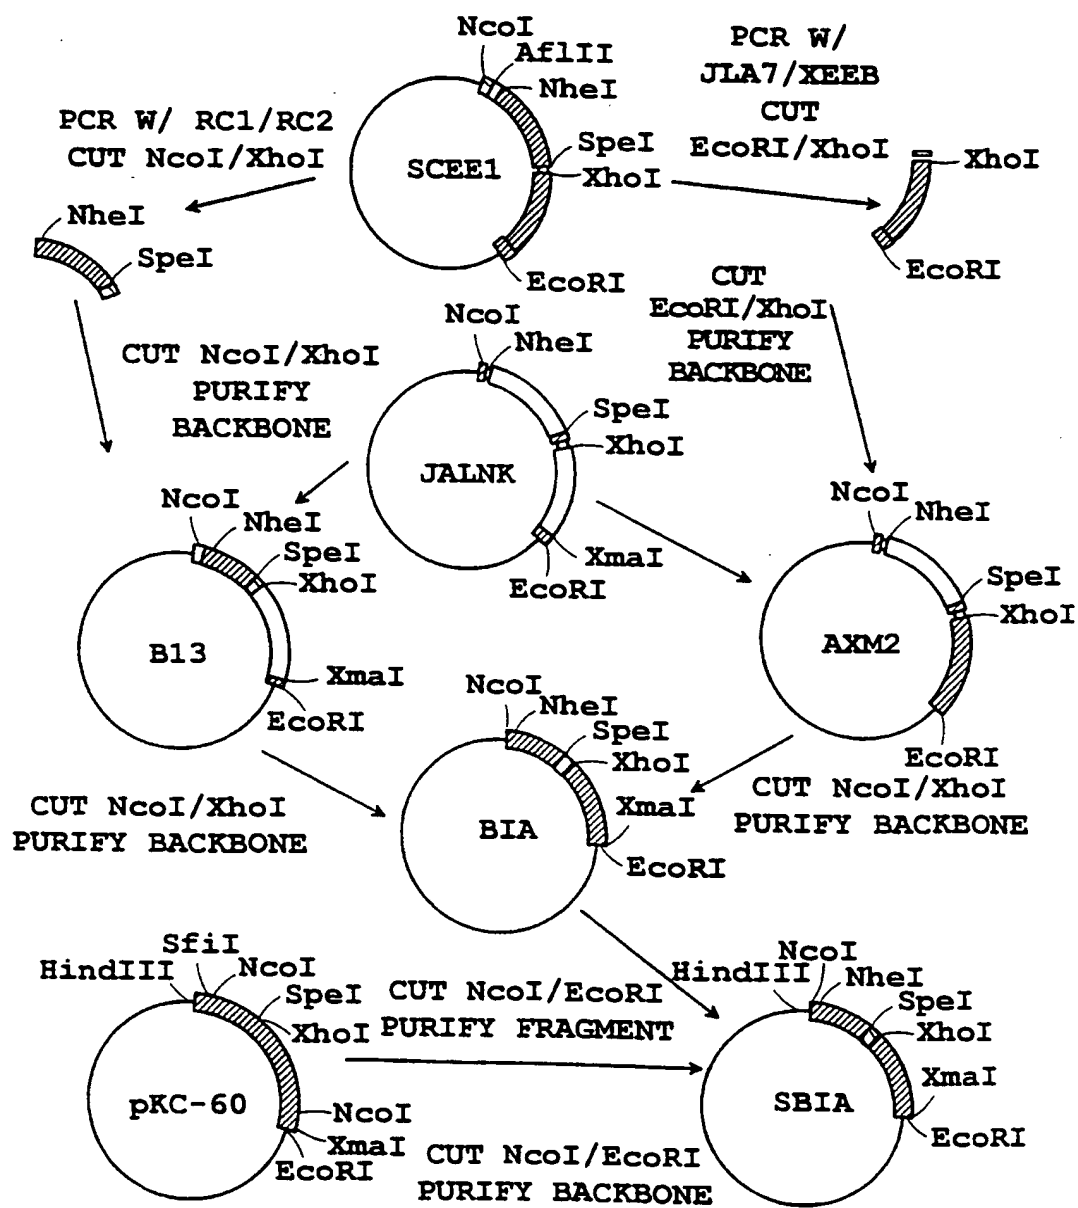 NcoI
AflII
NheI
SpeI
XhoI
EcoRI
SCEE1
PCR W/ RC1/RC2
CUT NcoI/XhoI
NheI
SpeI
PCR W/
JLA7/XEEB
CUT
EcoRI/XhoI
XhoI
EcoRI
CUT
EcoRI/XhoI
PURIFY
BACKBONE
CUT NcoI/XhoI
PURIFY
BACKBONE
NcoI
NheI
SpeI
XhoI
XmaI
EcoRI
JALNK
NcoI
NheI
SpeI
XhoI
XmaI
EcoRI
B13
NcoI
NheI
SpeI
XhoI
EcoRI
AXM2
CUT NcoI/XhoI
PURIFY BACKBONE
NcoI
NheI
SpeI
XhoI
XmaI
EcoRI
BIA
CUT NcoI/XhoI
PURIFY BACKBONE
HindIII
SfiI
NcoI
SpeI
XhoI
NcoI
XmaI
EcoRI
pKC-60
CUT NcoI/EcoRI
PURIFY FRAGMENT
CUT NcoI/EcoRI
PURIFY BACKBONE
HindIII
NcoI
NheI
SpeI
XhoI
XmaI
EcoRI
SBIA